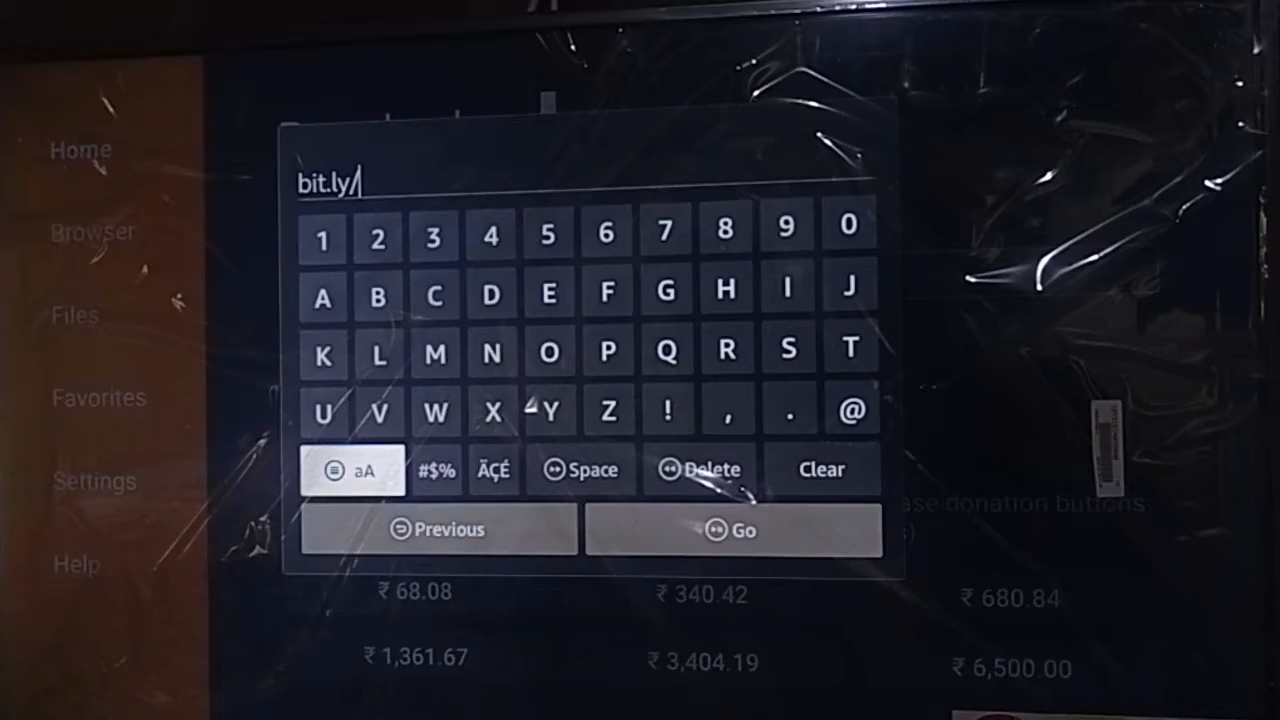 Home
Browser
Files
Favorites
Settings
Help
bit.ly/
1 2 3 4 5 6 7 8 9 0
A B C D E F G H I J
K L M N O P Q R S T
U V W X Y Z ! , . @
aA #$% ÄÇÉ Space Delete Clear
Previous Go
donation buttons:
₹ 68.08 ₹ 340.42 ₹ 680.84
₹ 1,361.67 ₹ 3,404.19 ₹ 6,500.00